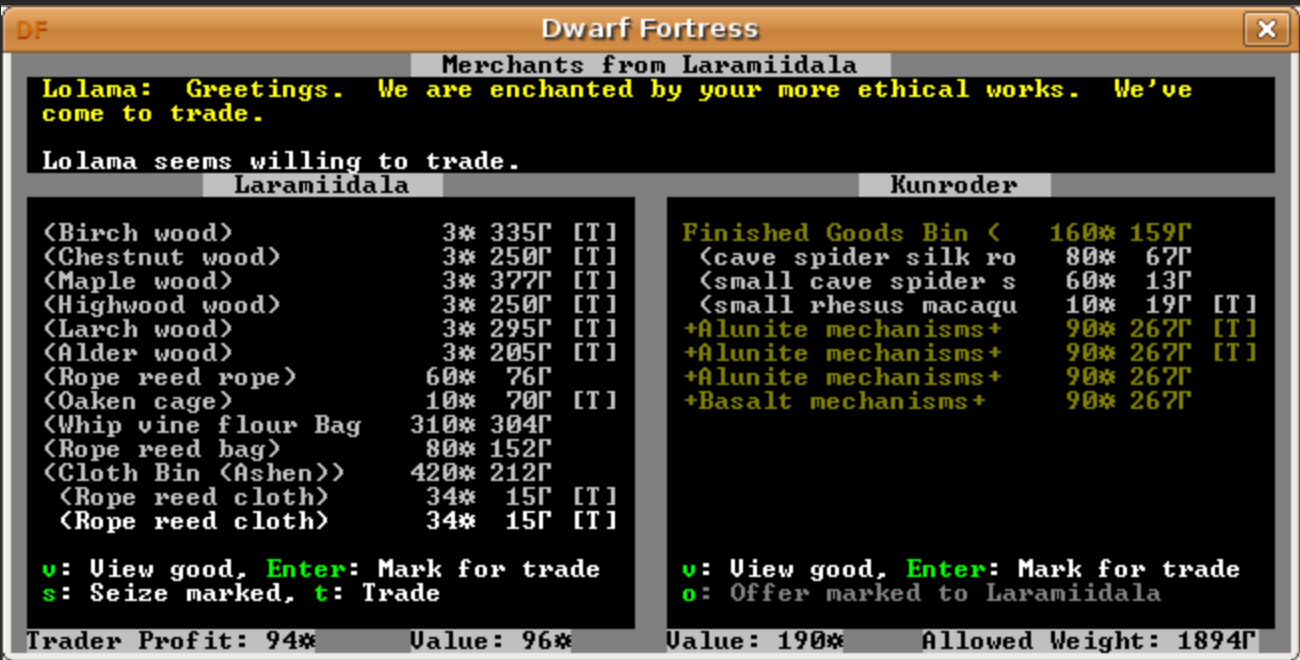 DF
Dwarf Fortress
Merchants from Laramiidala
Lolama: Greetings. We are enchanted by your more ethical works. We've
come to trade.
Lolama seems willing to trade.
Laramiidala
(Birch wood) 3☼ 335Γ [T]
(Chestnut wood) 3☼ 250Γ [T]
(Maple wood) 3☼ 377Γ [T]
(Highwood wood) 3☼ 250Γ [T]
(Larch wood) 3☼ 295Γ [T]
(Alder wood) 3☼ 205Γ [T]
(Rope reed rope) 60☼ 76Γ
(Oaken cage) 10☼ 70Γ [T]
(Whip vine flour Bag 310☼ 304Γ
(Rope reed bag) 80☼ 152Γ
(Cloth Bin (Ashen)) 420☼ 212Γ
(Rope reed cloth) 34☼ 15Γ [T]
(Rope reed cloth) 34☼ 15Γ [T]
v: View good, Enter: Mark for trade
s: Seize marked, t: Trade
Trader Profit: 94☼ Value: 96☼
Kunroder
Finished Goods Bin ( 160☼ 159Γ
(cave spider silk ro 80☼ 67Γ
(small cave spider s 60☼ 13Γ
(small rhesus macaqu 10☼ 19Γ [T]
+Alunite mechanisms+ 90☼ 267Γ [T]
+Alunite mechanisms+ 90☼ 267Γ [T]
+Alunite mechanisms+ 90☼ 267Γ
+Basalt mechanisms+ 90☼ 267Γ
v: View good, Enter: Mark for trade
o: Offer marked to Laramiidala
Value: 190☼ Allowed Weight: 1894Γ